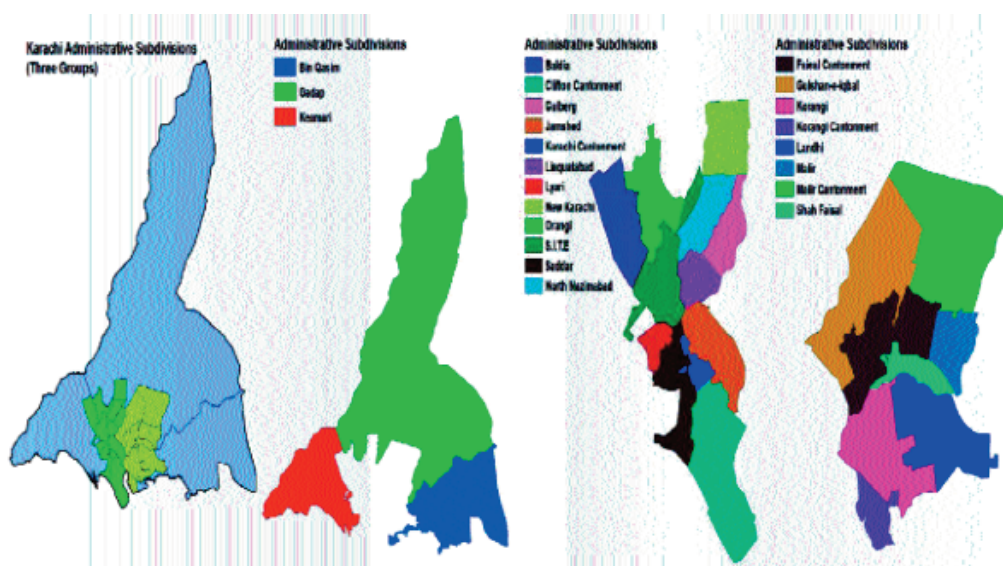 Karachi Administrative Subdivisions
(Three Groups)
Administrative Subdivisions
Bin Qasim
Gadap
Keamari
Administrative Subdivisions
Baldia
Clifton Cantonment
Gulberg
Jamshed
Karachi Cantonment
Liaquatabad
Lyari
New Karachi
Orangi
S.I.T.E
Saddar
North Nazimabad
Administrative Subdivisions
Faisal Cantonment
Gulshan-e-Iqbal
Korangi
Korangi Cantonment
Landhi
Malir
Malir Cantonment
Shah Faisal